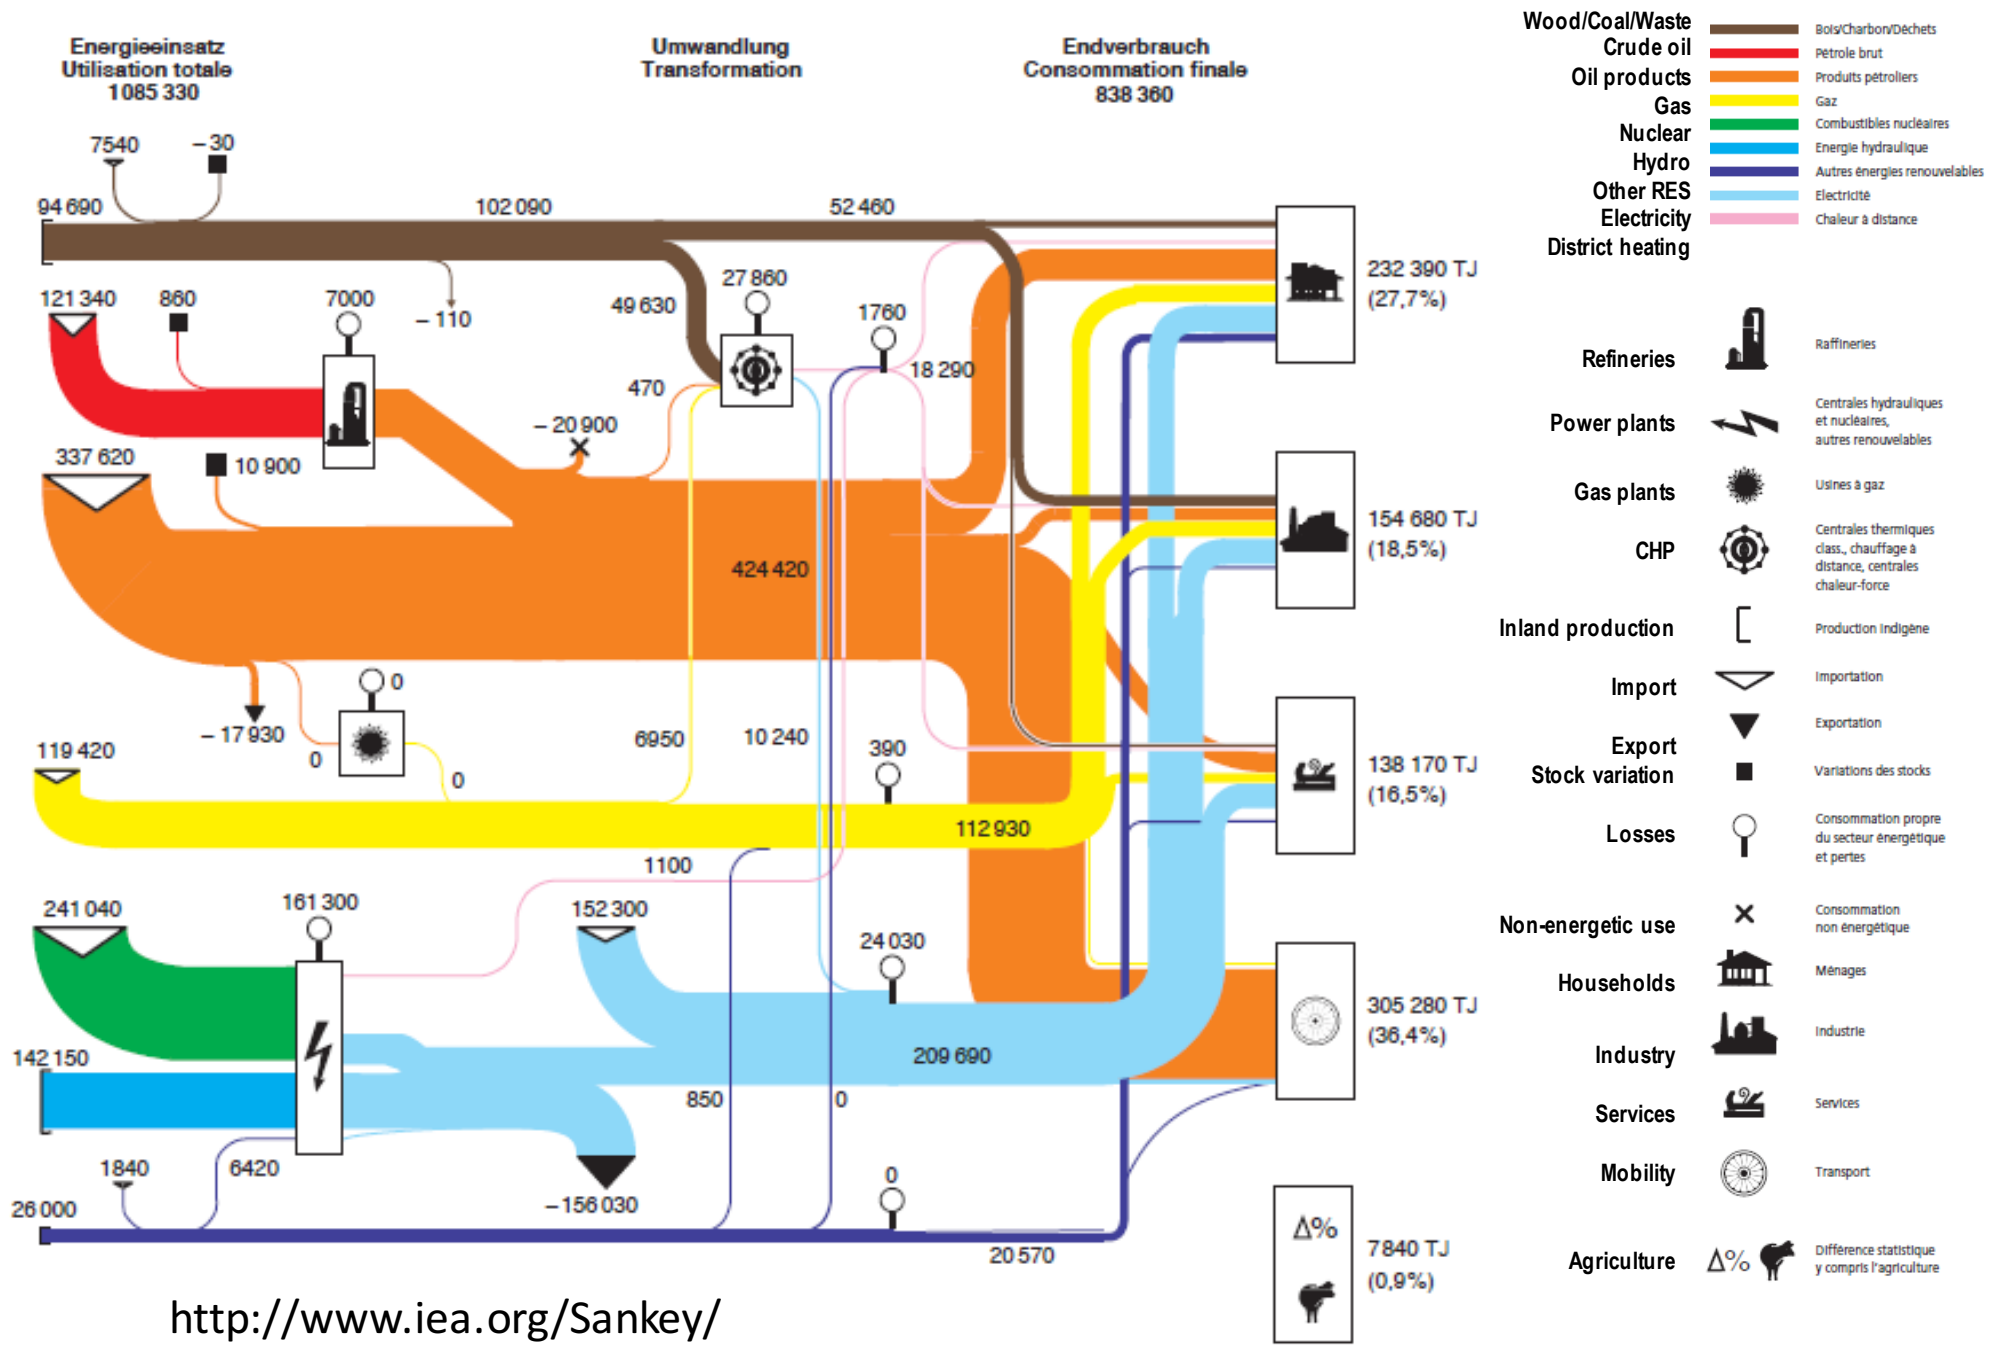 Energieeinsatz
Utilisation totale
1 085 330
Umwandlung
Transformation
Endverbrauch
Consommation finale
838 360
7540
– 30
94 690
102 090
52 460
121 340
860
7000
– 110
49 630
27 860
1760
470
18 290
– 20 900
337 620
10 900
424 420
– 17 930
0
0
0
119 420
6950
10 240
390
112 930
1100
241 040
161 300
152 300
24 030
142 150
209 690
850
0
1840
6420
– 156 030
26 000
0
20 570
232 390 TJ
(27,7%)
154 680 TJ
(18,5%)
138 170 TJ
(16,5%)
305 280 TJ
(36,4%)
Δ%
7840 TJ
(0,9%)
http://www.iea.org/Sankey/
Wood/Coal/Waste
Bois/Charbon/Déchets
Crude oil
Pétrole brut
Oil products
Produits pétroliers
Gas
Gaz
Nuclear
Combustibles nucléaires
Hydro
Energie hydraulique
Other RES
Autres énergies renouvelables
Electricity
Electricité
District heating
Chaleur à distance
Refineries
Raffineries
Power plants
Centrales hydrauliques
et nucléaires,
autres renouvelables
Gas plants
Usines à gaz
CHP
Centrales thermiques
class., chauffage à
distance, centrales
chaleur-force
Inland production
Production indigène
Import
Importation
Export
Exportation
Stock variation
Variations des stocks
Losses
Consommation propre
du secteur énergétique
et pertes
Non-energetic use
Consommation
non énergétique
Households
Ménages
Industry
Industrie
Services
Services
Mobility
Transport
Agriculture
Δ%
Différence statistique
y compris l'agriculture